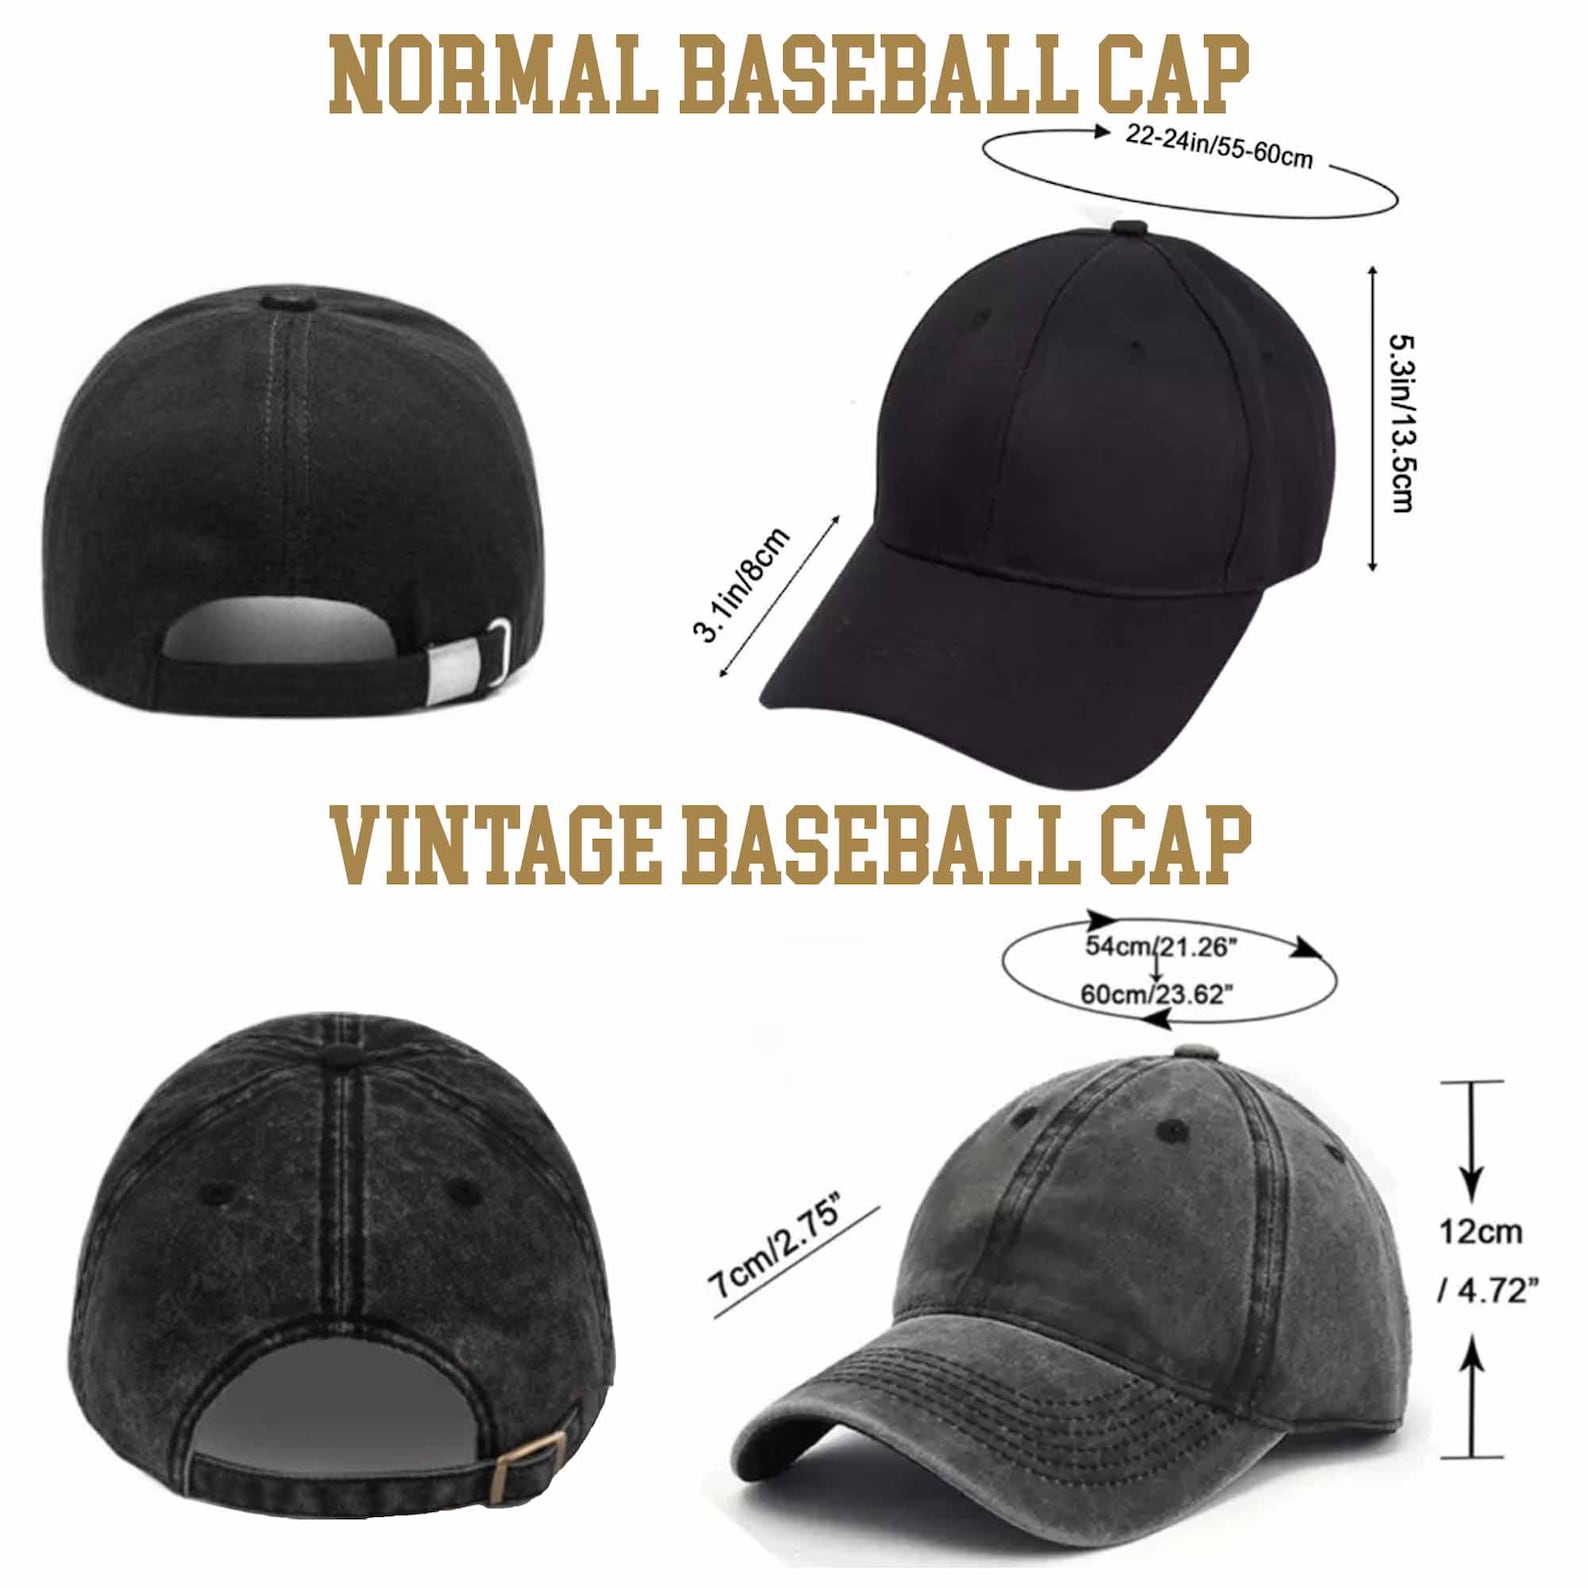 NORMAL BASEBALL CAP
22-24in/55-60cm
5.3in/13.5cm
3.1in/8cm
VINTAGE BASEBALL CAP
54cm/21.26”
60cm/23.62”
7cm/2.75”
12cm
/ 4.72”